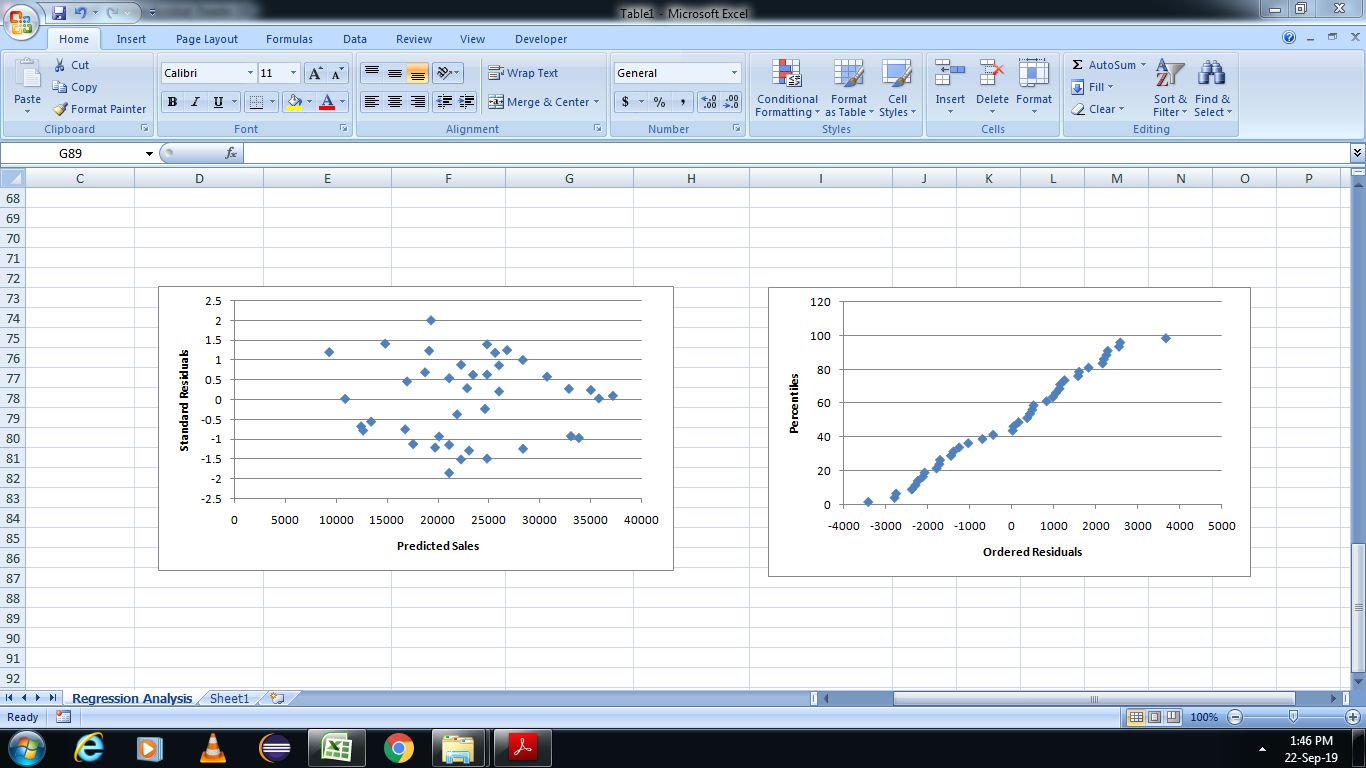 Table1 - Microsoft Excel
Home Insert Page Layout Formulas Data Review View Developer
Paste Cut Calibri 11 A A Wrap Text General Conditional Formatting Format as Table Cell Styles Insert Delete Format Σ AutoSum Sort & Filter Find & Select
Copy Fill
Format Painter B I U A Merge & Center $ % , .0 .00 .00 .0 Clear
Clipboard Font Alignment Number Styles Cells Editing
G89 fx
C D E F G H I J K L M N O P
68
69
70
71
72
73
74
75
76
77
78
79
80
81
82
83
84
85
86
87
88
89
90
91
92
2.5
2
1.5
1
0.5
0
-0.5
-1
-1.5
-2
-2.5
Standard Residuals
0 5000 10000 15000 20000 25000 30000 35000 40000
Predicted Sales
120
100
80
60
40
20
0
Percentiles
-4000 -3000 -2000 -1000 0 1000 2000 3000 4000 5000
Ordered Residuals
Regression Analysis Sheet1
Ready 100%
1:46 PM
22-Sep-19